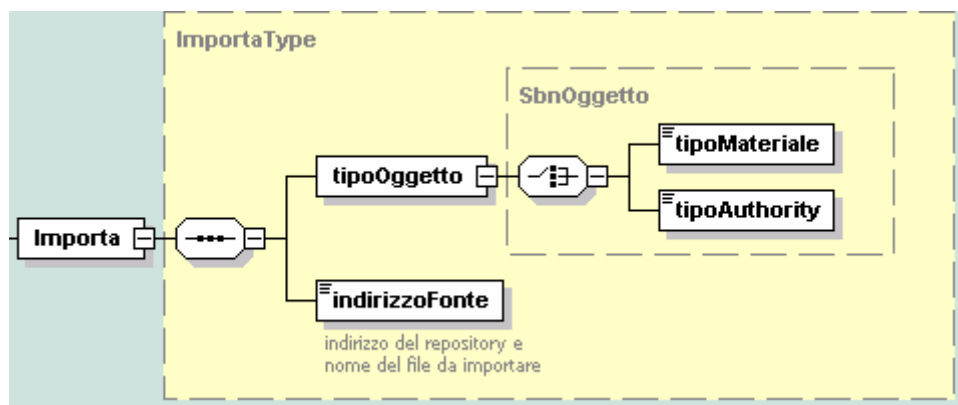 ImportaType
SbnOggetto
tipoMateriale
tipoOggetto
tipoAuthority
Importa
indirizzoFonte
indirizzo del repository e
nome del file da importare